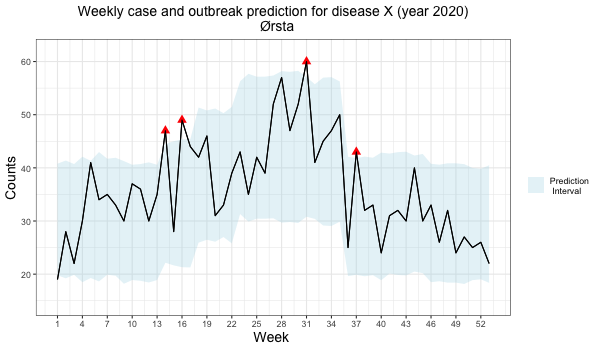 Weekly case and outbreak prediction for disease X (year 2020)
Ørsta
Counts
60
50
40
30
20
1 4 7 10 13 16 19 22 25 28 31 34 37 40 43 46 49 52
Week
Prediction
Interval